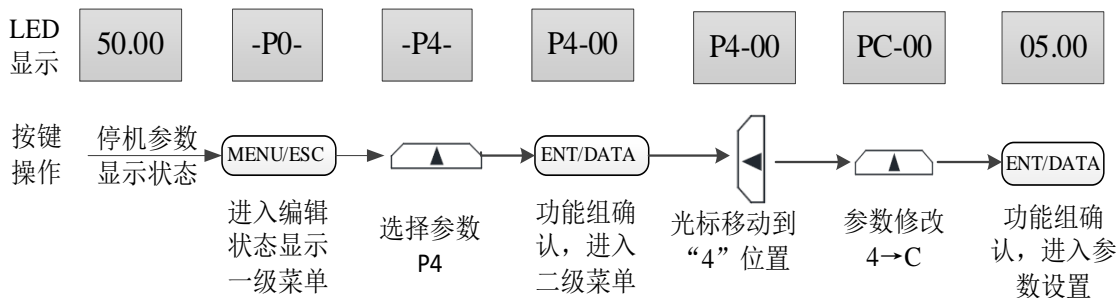 LED
显示
50.00
-P0-
-P4-
P4-00
P4-00
PC-00
05.00
按键
操作
停机参数
显示状态
MENU/ESC
ENT/DATA
ENT/DATA
进入编辑
状态显示
一级菜单
选择参数
P4
功能组确
认，进入
二级菜单
光标移动到
“4”位置
参数修改
4→C
功能组确
认，进入参
数设置